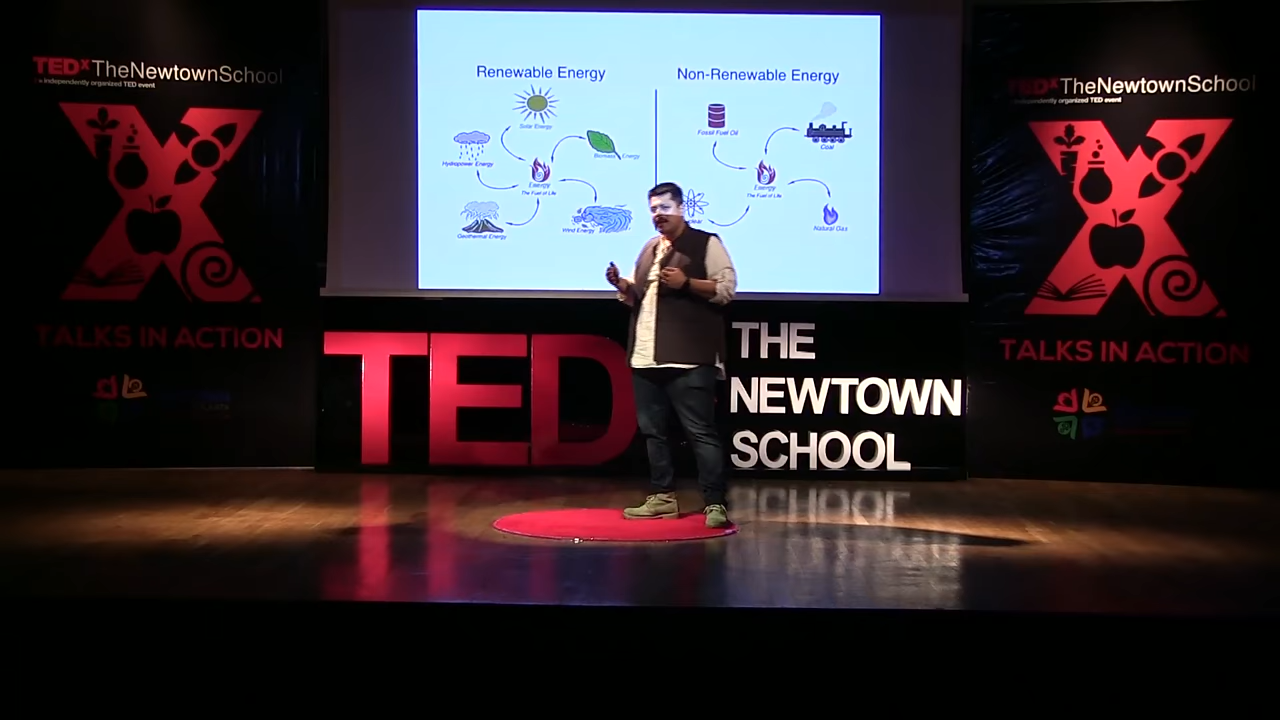 TEDxTheNewtownSchool
independently organized TED event
TALKS IN ACTION
Renewable Energy
Solar Energy
Hydropower Energy
Biomass Energy
Energy
The Fuel of Life
Geothermal Energy
Wind Energy
Non-Renewable Energy
Fossil Fuel Oil
Coal
Energy
The Fuel of Life
Natural Gas
TED
THE
NEWTOWN
SCHOOL
TEDxTheNewtownSchool
independently organized TED event
TALKS IN ACTION